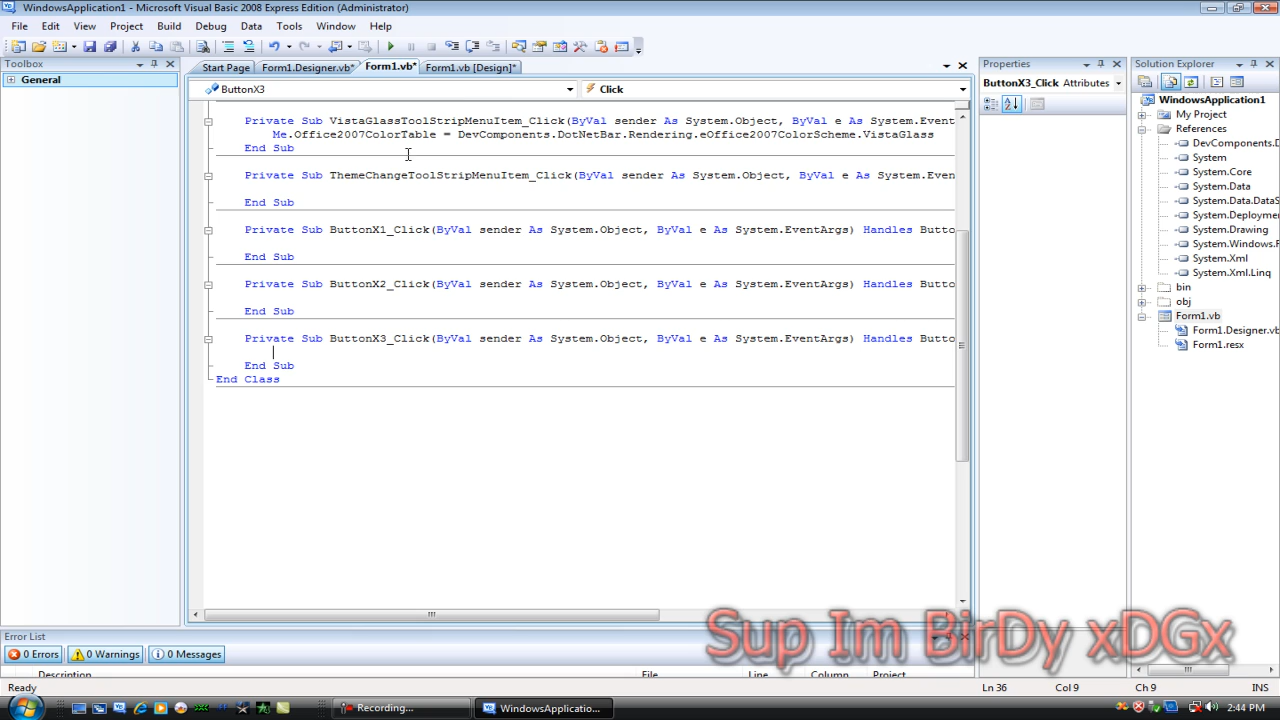 WindowsApplication1 - Microsoft Visual Basic 2008 Express Edition (Administrator)
File Edit View Project Build Debug Data Tools Window Help
Toolbox
General
Start Page Form1.Designer.vb* Form1.vb* Form1.vb [Design]*
ButtonX3 Click
Private Sub VistaGlassToolStripMenuItem_Click(ByVal sender As System.Object, ByVal e As System.Event
Me.Office2007ColorTable = DevComponents.DotNetBar.Rendering.eOffice2007ColorScheme.VistaGlass
End Sub
Private Sub ThemeChangeToolStripMenuItem_Click(ByVal sender As System.Object, ByVal e As System.Even
End Sub
Private Sub ButtonX1_Click(ByVal sender As System.Object, ByVal e As System.EventArgs) Handles Butto
End Sub
Private Sub ButtonX2_Click(ByVal sender As System.Object, ByVal e As System.EventArgs) Handles Butto
End Sub
Private Sub ButtonX3_Click(ByVal sender As System.Object, ByVal e As System.EventArgs) Handles Butto
End Sub
End Class
Properties
ButtonX3_Click Attributes
Solution Explorer
WindowsApplication1
My Project
References
DevComponents.D
System
System.Core
System.Data
System.Data.DataS
System.Deployme
System.Drawing
System.Windows.F
System.Xml
System.Xml.Linq
bin
obj
Form1.vb
Form1.Designer.vb
Form1.resx
Sup Im BirDy xDGx
Error List
0 Errors 0 Warnings 0 Messages
Description File Line Column Project
Ready Ln 36 Col 9 Ch 9 INS
Recording... WindowsApplicatio... 2:44 PM